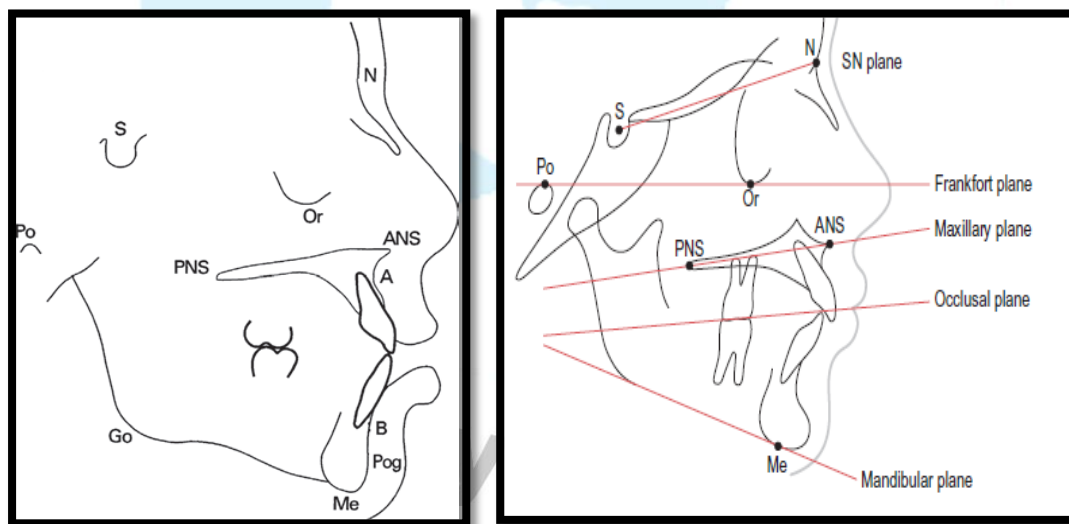 N
S
Or
Po
ANS
PNS
A
Go
B
Pog
Me
N
SN plane
S
Po
Or
Frankfort plane
ANS
Maxillary plane
PNS
Occlusal plane
Me
Mandibular plane